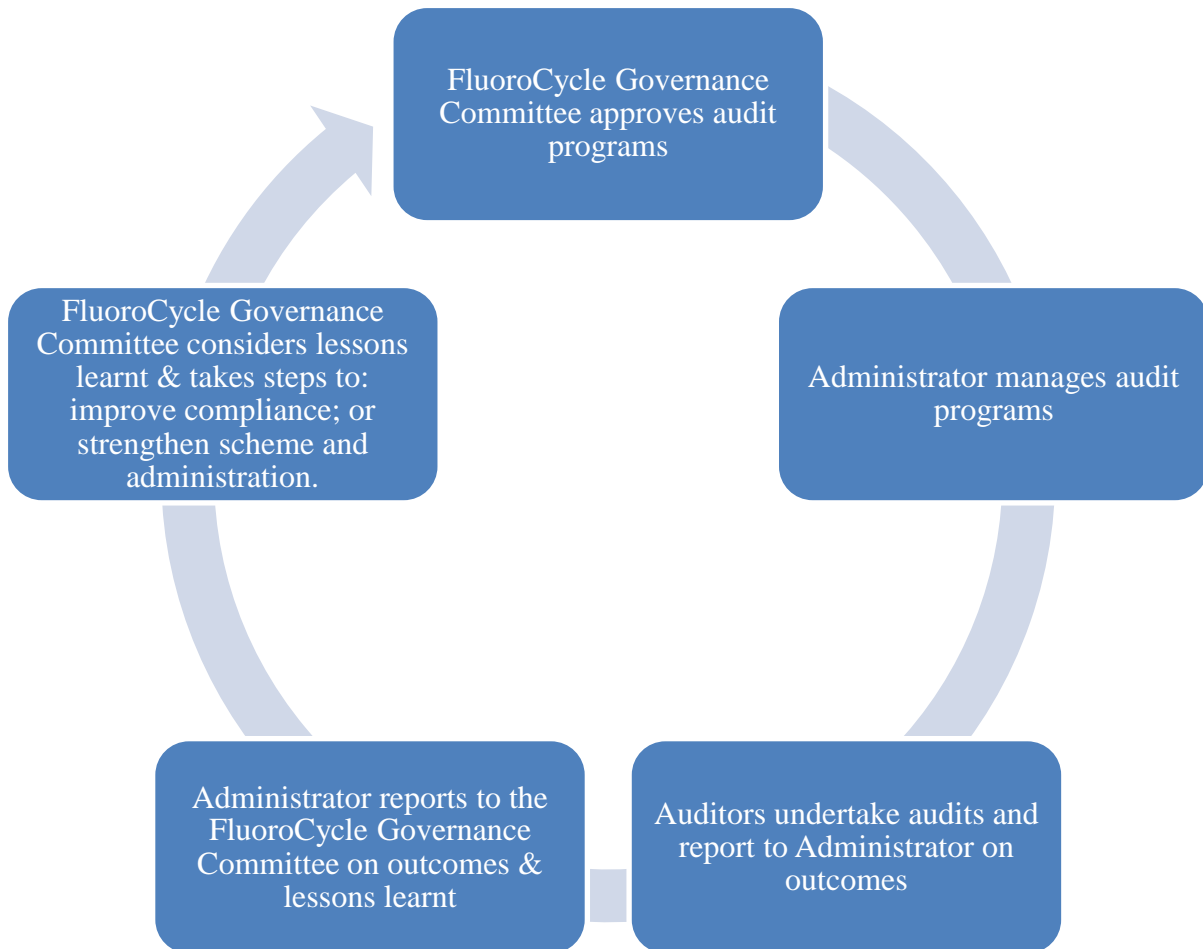 FluoroCycle Governance
Committee approves audit
programs
Administrator manages audit
programs
Auditors undertake audits and
report to Administrator on
outcomes
Administrator reports to the
FluoroCycle Governance
Committee on outcomes &
lessons learnt
FluoroCycle Governance
Committee considers lessons
learnt & takes steps to:
improve compliance; or
strengthen scheme and
administration.